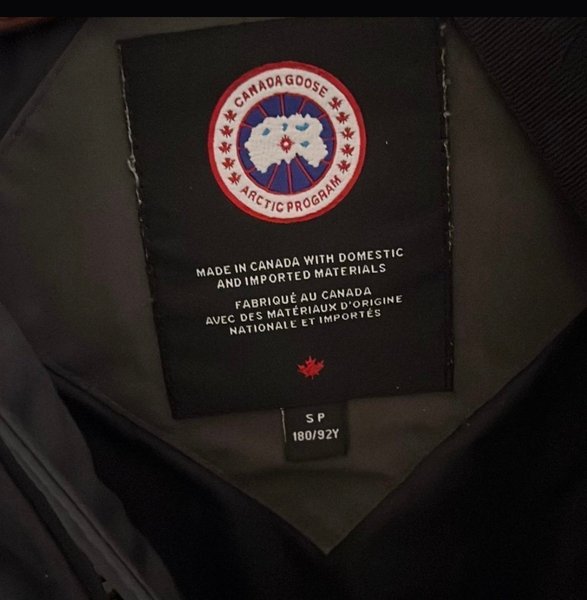 CANADA GOOSE
ARCTIC PROGRAM
MADE IN CANADA WITH DOMESTIC
AND IMPORTED MATERIALS
FABRIQUÉ AU CANADA
AVEC DES MATÉRIAUX D'ORIGINE
NATIONALE ET IMPORTÉS
S P
180/92Y